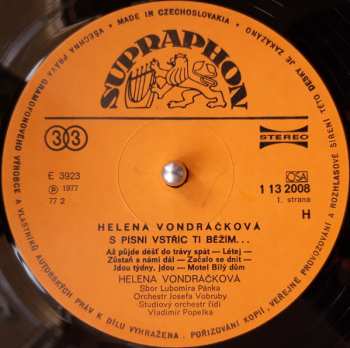 MADE IN CZECHOSLOVAKIA • VŠECHNA PRÁVA GRAMOFONOVÉHO VÝROBCE A VLASTNÍKŮ AUTORSKÝCH PRÁV K DÍLU VYHRAŽENA. POŘIZOVÁNÍ KOPIÍ, VEŘEJNÉ PROVOZOVÁNÍ A ROZHLASOVÉ ŠÍŘENÍ TÉTO DESKY JE ZAKÁZÁNO
SUPRAPHON
33
STEREO
E 3923
Ⓟ 1977
77 2
OSA
1 13 2008
1. strana
H
HELENA VONDRÁČKOVÁ
S PÍSNÍ VSTŘÍC TI BĚŽÍM...
Až půjde déšť do trávy spát — Létej —
Zůstaň s námi dál — Začalo se dnít —
Jdou týdny, jdou — Motel Bílý dům
HELENA VONDRÁČKOVÁ
Sbor Lubomíra Pánka
Orchestr Josefa Vobruby
Studiový orchestr řídí
Vladimír Popelka